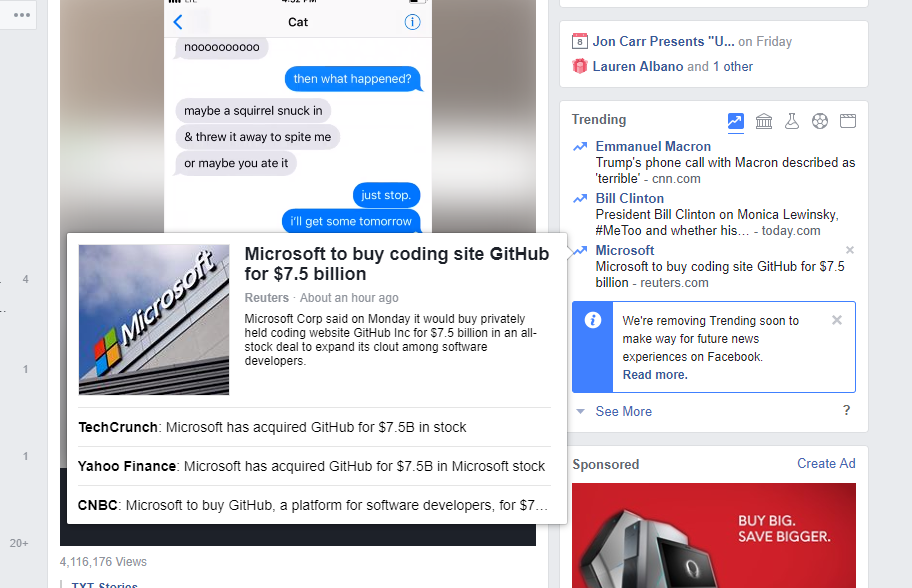 Cat
noooooooooo
then what happened?
maybe a squirrel snuck in
& threw it away to spite me
or maybe you ate it
just stop.
i'll get some tomorrow
Microsoft
Microsoft to buy coding site GitHub
for $7.5 billion
Reuters · About an hour ago
Microsoft Corp said on Monday it would buy privately
held coding website GitHub Inc for $7.5 billion in an all-
stock deal to expand its clout among software
developers.
TechCrunch: Microsoft has acquired GitHub for $7.5B in stock
Yahoo Finance: Microsoft has acquired GitHub for $7.5B in Microsoft stock
CNBC: Microsoft to buy GitHub, a platform for software developers, for $7…
4,116,176 Views
TXT Stories
4
1
1
20+
8
Jon Carr Presents "U... on Friday
Lauren Albano and 1 other
Trending
Emmanuel Macron
Trump's phone call with Macron described as
'terrible' - cnn.com
Bill Clinton
President Bill Clinton on Monica Lewinsky,
#MeToo and whether his… - today.com
Microsoft
Microsoft to buy coding site GitHub for $7.5
billion - reuters.com
We're removing Trending soon to
make way for future news
experiences on Facebook.
Read more.
See More
?
Sponsored
Create Ad
BUY BIG.
SAVE BIGGER.